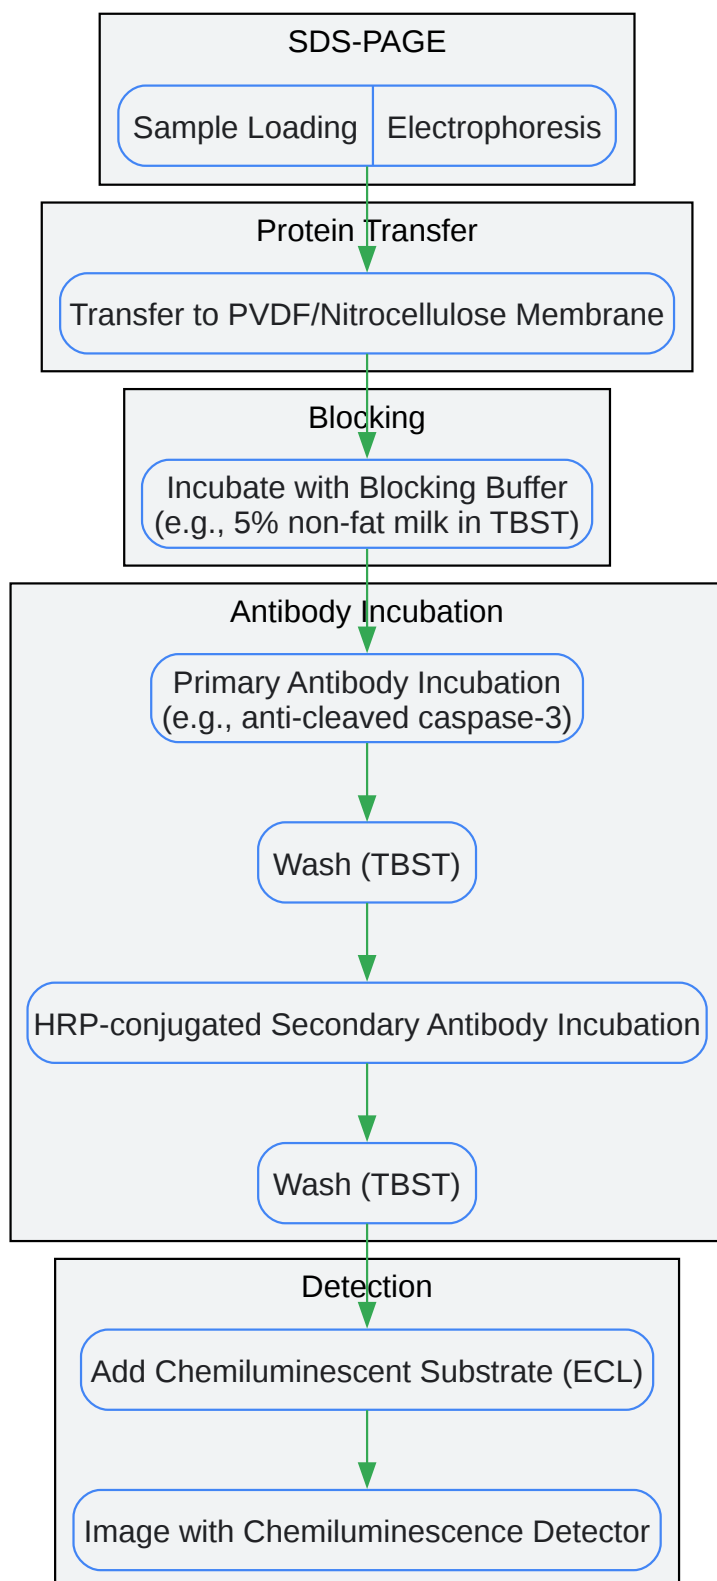 SDS-PAGE
Sample Loading Electrophoresis
Protein Transfer
Transfer to PVDF/Nitrocellulose Membrane
Blocking
Incubate with Blocking Buffer
(e.g., 5% non-fat milk in TBST)
Antibody Incubation
Primary Antibody Incubation
(e.g., anti-cleaved caspase-3)
Wash (TBST)
HRP-conjugated Secondary Antibody Incubation
Wash (TBST)
Detection
Add Chemiluminescent Substrate (ECL)
Image with Chemiluminescence Detector